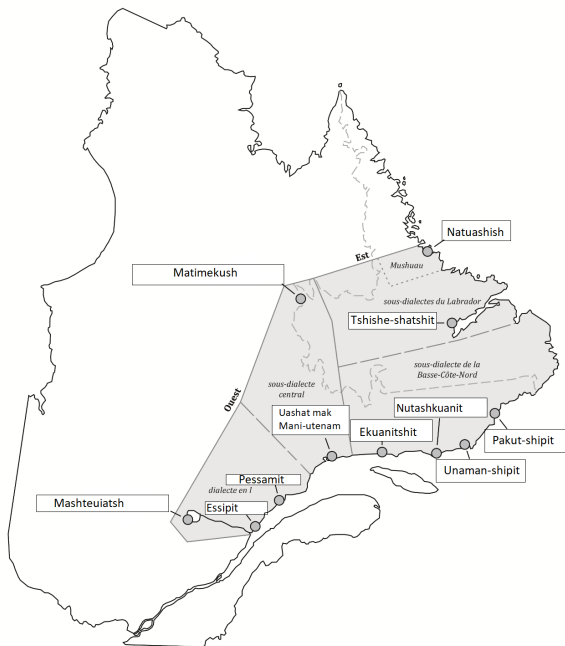 Natuashish
Est
Mushuau
Matimekush
sous-dialectes du Labrador
Tshishe-shatshit
sous-dialecte de la
Basse-Côte-Nord
sous-dialecte
central
Ouest
Nutashkuanit
Uashat mak
Mani-utenam
Ekuanitshit
Pakut-shipit
Unaman-shipit
Pessamit
dialecte en l
Mashteuiatsh
Essipit